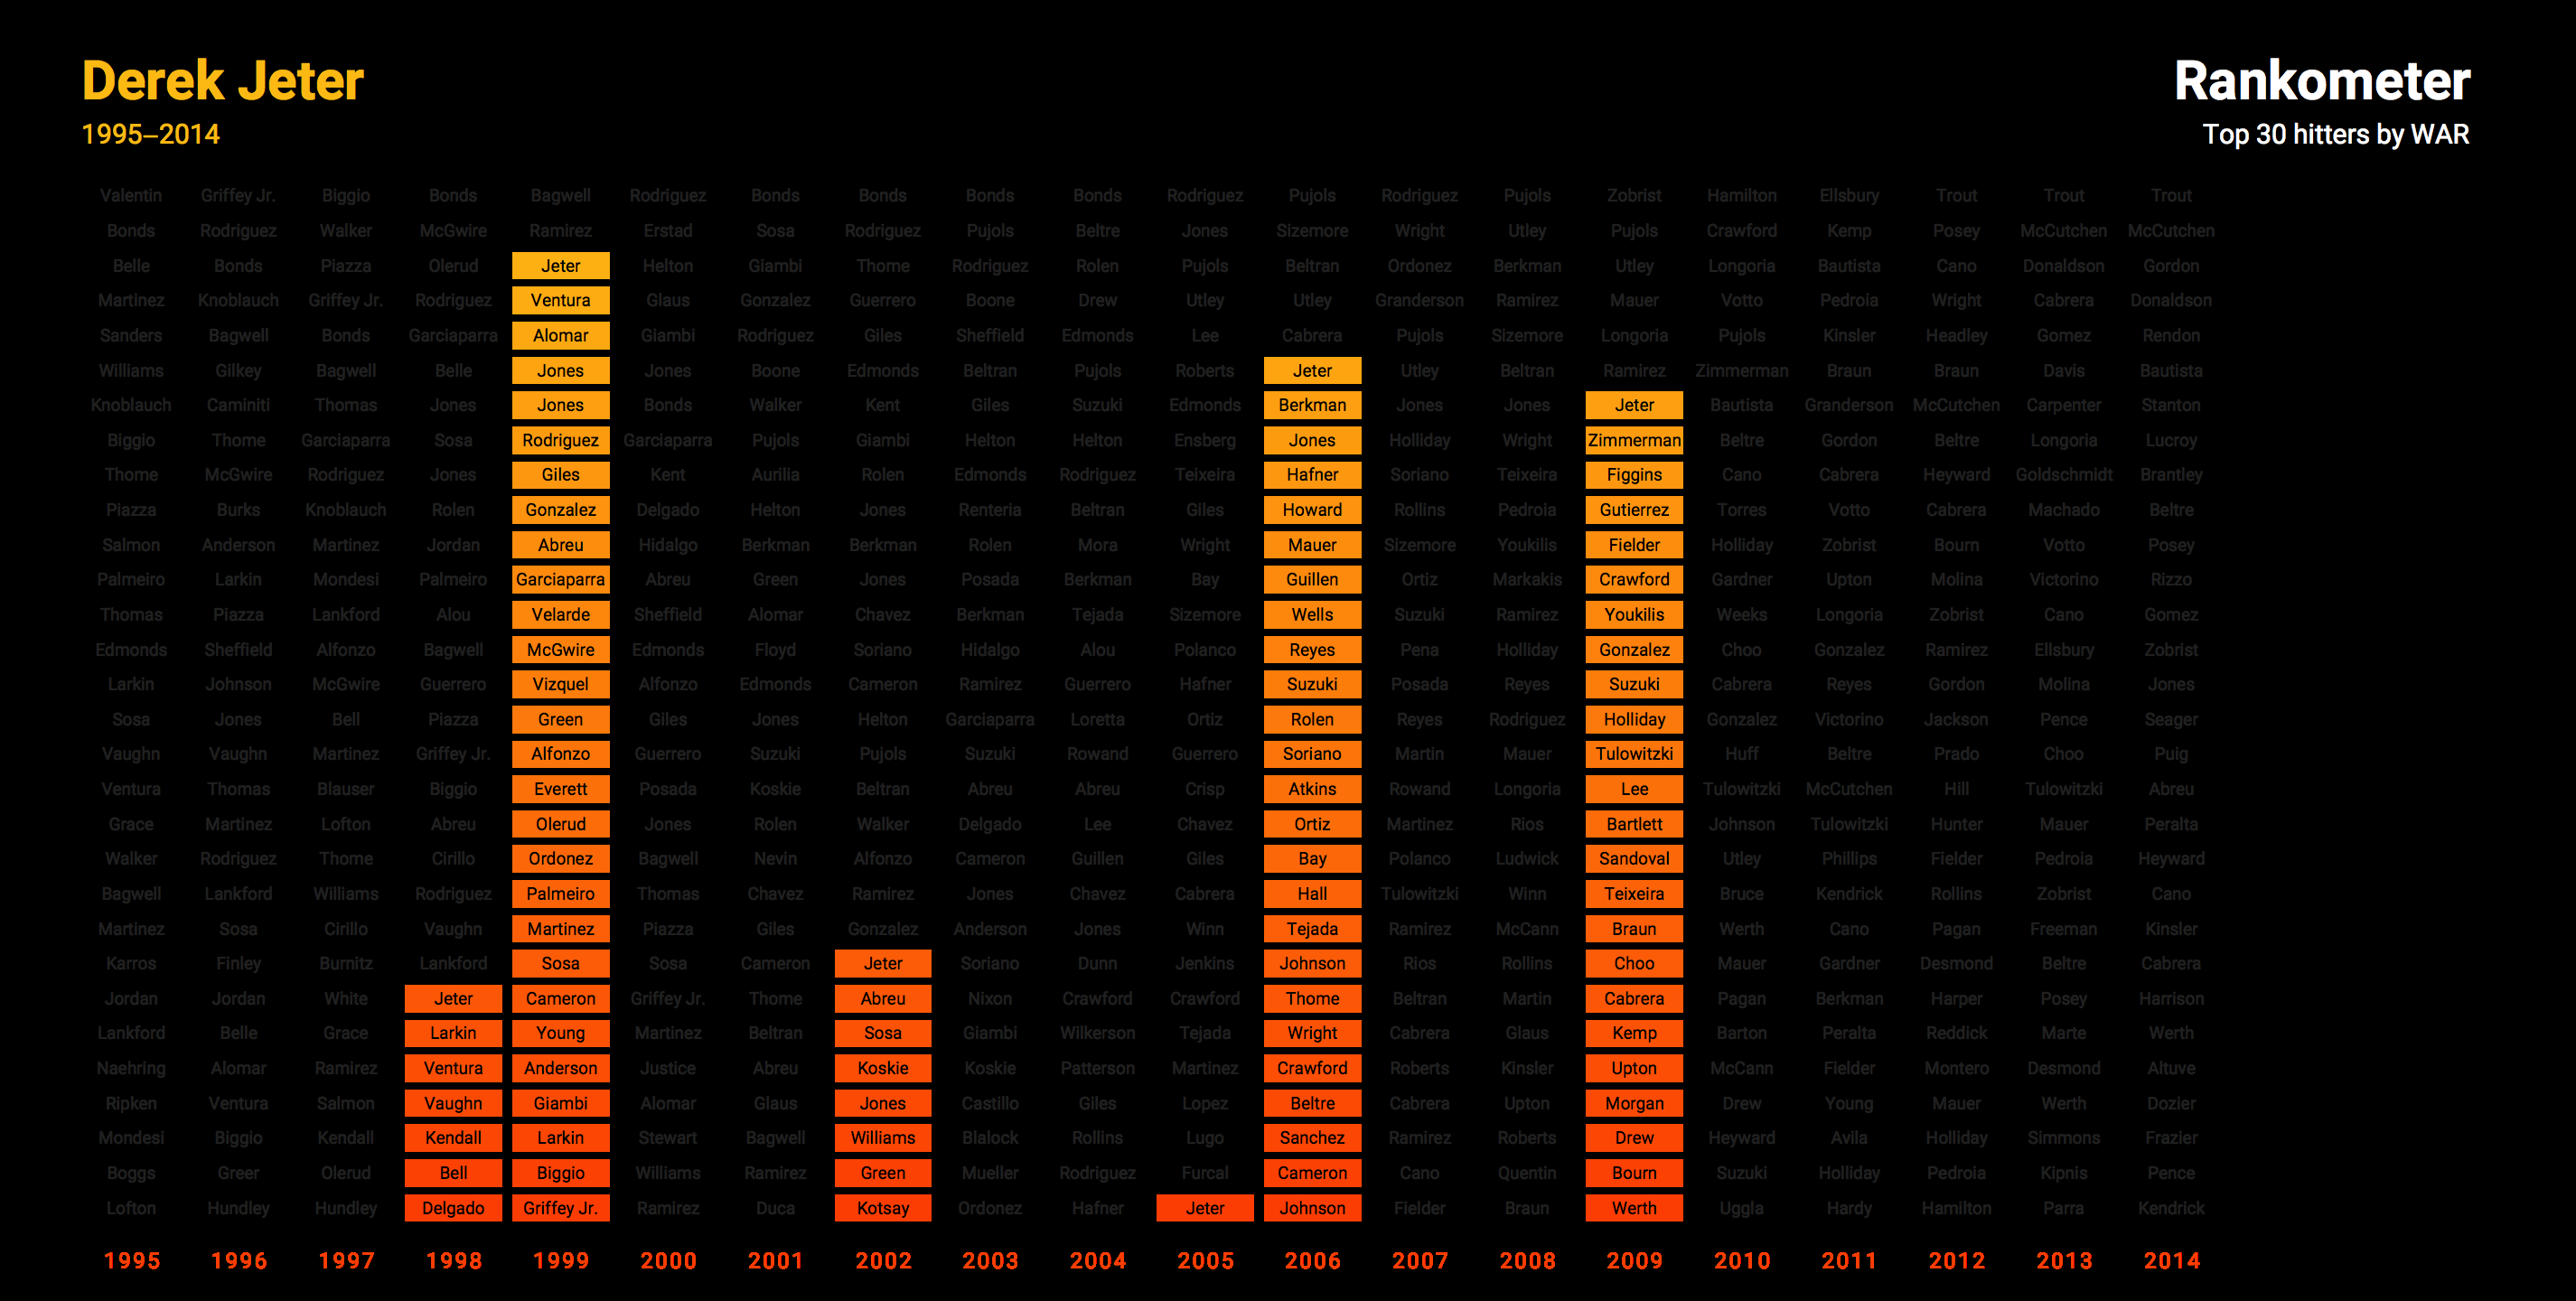 Derek Jeter
1995–2014
Rankometer
Top 30 hitters by WAR
Valentin Griffey Jr. Biggio Bonds Bagwell Rodriguez Bonds Bonds Bonds Bonds Rodriguez Pujols Rodriguez Pujols Zobrist Hamilton Ellsbury Trout Trout Trout
Bonds Rodriguez Walker McGwire Ramirez Erstad Sosa Rodriguez Pujols Beltre Jones Sizemore Wright Utley Pujols Crawford Kemp Posey McCutchen McCutchen
Belle Bonds Piazza Olerud Jeter Helton Giambi Thome Rodriguez Rolen Pujols Beltran Ordonez Berkman Utley Longoria Bautista Cano Donaldson Gordon
Martinez Knoblauch Griffey Jr. Rodriguez Ventura Glaus Gonzalez Guerrero Boone Drew Utley Utley Granderson Ramirez Mauer Votto Pedroia Wright Cabrera Donaldson
Sanders Bagwell Bonds Garciaparra Alomar Giambi Rodriguez Giles Sheffield Edmonds Lee Cabrera Pujols Sizemore Longoria Pujols Kinsler Headley Gomez Rendon
Williams Gilkey Bagwell Belle Jones Jones Boone Edmonds Beltran Pujols Roberts Jeter Utley Beltran Ramirez Zimmerman Braun Braun Davis Bautista
Knoblauch Caminiti Thomas Jones Jones Bonds Walker Kent Giles Suzuki Edmonds Berkman Jones Jones Jeter Bautista Granderson McCutchen Carpenter Stanton
Biggio Thome Garciaparra Sosa Rodriguez Garciaparra Pujols Giambi Helton Helton Ensberg Jones Holliday Wright Zimmerman Beltre Gordon Beltre Longoria Lucroy
Thome McGwire Rodriguez Jones Giles Kent Aurilia Rolen Edmonds Rodriguez Teixeira Hafner Soriano Teixeira Figgins Cano Cabrera Heyward Goldschmidt Brantley
Piazza Burks Knoblauch Rolen Gonzalez Delgado Helton Jones Renteria Beltran Giles Howard Rollins Pedroia Gutierrez Torres Votto Cabrera Machado Beltre
Salmon Anderson Martinez Jordan Abreu Hidalgo Berkman Berkman Rolen Mora Wright Mauer Sizemore Youkilis Fielder Holliday Zobrist Bourn Votto Posey
Palmeiro Larkin Mondesi Palmeiro Garciaparra Abreu Green Jones Posada Berkman Bay Guillen Ortiz Markakis Crawford Gardner Upton Molina Victorino Rizzo
Thomas Piazza Lankford Alou Velarde Sheffield Alomar Chavez Berkman Tejada Sizemore Wells Suzuki Ramirez Youkilis Weeks Longoria Zobrist Cano Gomez
Edmonds Sheffield Alfonzo Bagwell McGwire Edmonds Floyd Soriano Hidalgo Alou Polanco Reyes Pena Holliday Gonzalez Choo Gonzalez Ramirez Ellsbury Zobrist
Larkin Johnson McGwire Guerrero Vizquel Alfonzo Edmonds Cameron Ramirez Guerrero Hafner Suzuki Posada Reyes Suzuki Cabrera Reyes Gordon Molina Jones
Sosa Jones Bell Piazza Green Giles Jones Helton Garciaparra Loretta Ortiz Rolen Reyes Rodriguez Holliday Gonzalez Victorino Jackson Pence Seager
Vaughn Vaughn Martinez Griffey Jr. Alfonzo Guerrero Suzuki Pujols Suzuki Rowand Guerrero Soriano Martin Mauer Tulowitzki Huff Beltre Prado Choo Puig
Ventura Thomas Blauser Biggio Everett Posada Koskie Beltran Abreu Abreu Crisp Atkins Rowand Longoria Lee Tulowitzki McCutchen Hill Tulowitzki Abreu
Grace Martinez Lofton Abreu Olerud Jones Rolen Walker Delgado Lee Chavez Ortiz Martinez Rios Bartlett Johnson Tulowitzki Hunter Mauer Peralta
Walker Rodriguez Thome Cirillo Ordonez Bagwell Nevin Alfonzo Cameron Guillen Giles Bay Polanco Ludwick Sandoval Utley Phillips Fielder Pedroia Heyward
Bagwell Lankford Williams Rodriguez Palmeiro Thomas Chavez Ramirez Jones Chavez Cabrera Hall Tulowitzki Winn Teixeira Bruce Kendrick Rollins Zobrist Cano
Martinez Sosa Cirillo Vaughn Martinez Piazza Giles Gonzalez Anderson Jones Winn Tejada Ramirez McCann Braun Werth Cano Pagan Freeman Kinsler
Karros Finley Burnitz Lankford Sosa Sosa Cameron Jeter Soriano Dunn Jenkins Johnson Rios Rollins Choo Mauer Gardner Desmond Beltre Cabrera
Jordan Jordan White Jeter Cameron Griffey Jr. Thome Abreu Nixon Crawford Crawford Thome Beltran Martin Cabrera Pagan Berkman Harper Posey Harrison
Lankford Belle Grace Larkin Young Martinez Beltran Sosa Giambi Wilkerson Tejada Wright Cabrera Glaus Kemp Barton Peralta Reddick Marte Werth
Naehring Alomar Ramirez Ventura Anderson Justice Abreu Koskie Koskie Patterson Martinez Crawford Roberts Kinsler Upton McCann Fielder Montero Desmond Altuve
Ripken Ventura Salmon Vaughn Giambi Alomar Glaus Jones Castillo Giles Lopez Beltre Cabrera Upton Morgan Drew Young Mauer Werth Dozier
Mondesi Biggio Kendall Kendall Larkin Stewart Bagwell Williams Blalock Rollins Lugo Sanchez Ramirez Roberts Drew Heyward Avila Holliday Simmons Frazier
Boggs Greer Olerud Bell Biggio Williams Ramirez Green Mueller Rodriguez Furcal Cameron Cano Quentin Bourn Suzuki Holliday Pedroia Kipnis Pence
Lofton Hundley Hundley Delgado Griffey Jr. Ramirez Duca Kotsay Ordonez Hafner Jeter Johnson Fielder Braun Werth Uggla Hardy Hamilton Parra Kendrick
1995 1996 1997 1998 1999 2000 2001 2002 2003 2004 2005 2006 2007 2008 2009 2010 2011 2012 2013 2014